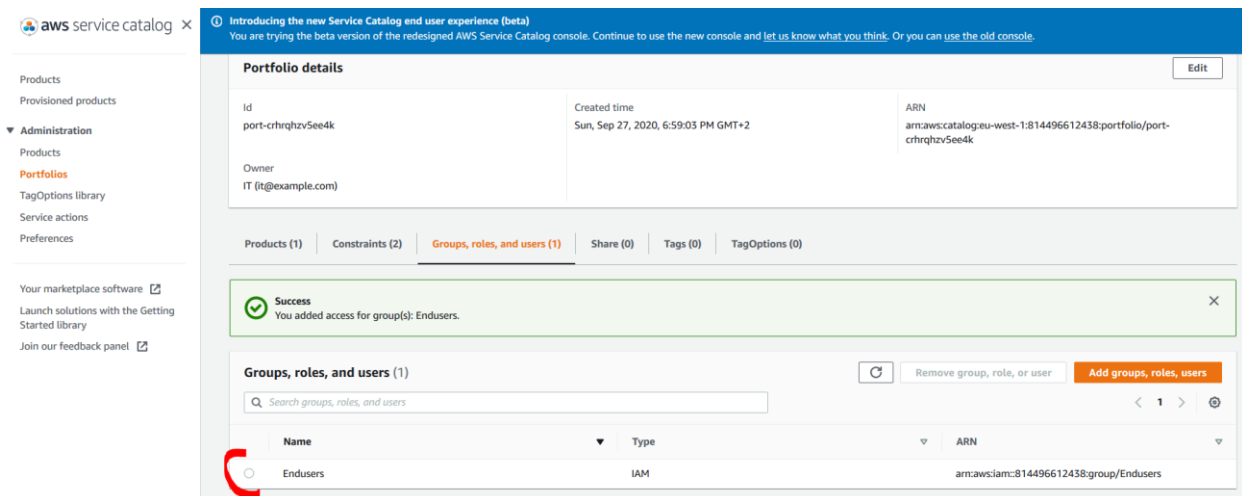 aws service catalog
Introducing the new Service Catalog end user experience (beta)
You are trying the beta version of the redesigned AWS Service Catalog console. Continue to use the new console and let us know what you think. Or you can use the old console.
Products
Provisioned products
Administration
Products
Portfolios
TagOptions library
Service actions
Preferences
Your marketplace software
Launch solutions with the Getting
Started library
Join our feedback panel
Portfolio details
Edit
Id
port-crhrqhzv5ee4k
Created time
Sun, Sep 27, 2020, 6:59:03 PM GMT+2
ARN
arn:aws:catalog:eu-west-1:814496612438:portfolio/port-
crhrqhzv5ee4k
Owner
IT (it@example.com)
Products (1) Constraints (2) Groups, roles, and users (1) Share (0) Tags (0) TagOptions (0)
Success
You added access for group(s): Endusers.
Groups, roles, and users (1)
Remove group, role, or user
Add groups, roles, users
Search groups, roles, and users
1
Name Type ARN
Endusers IAM arn:aws:iam::814496612438:group/Endusers